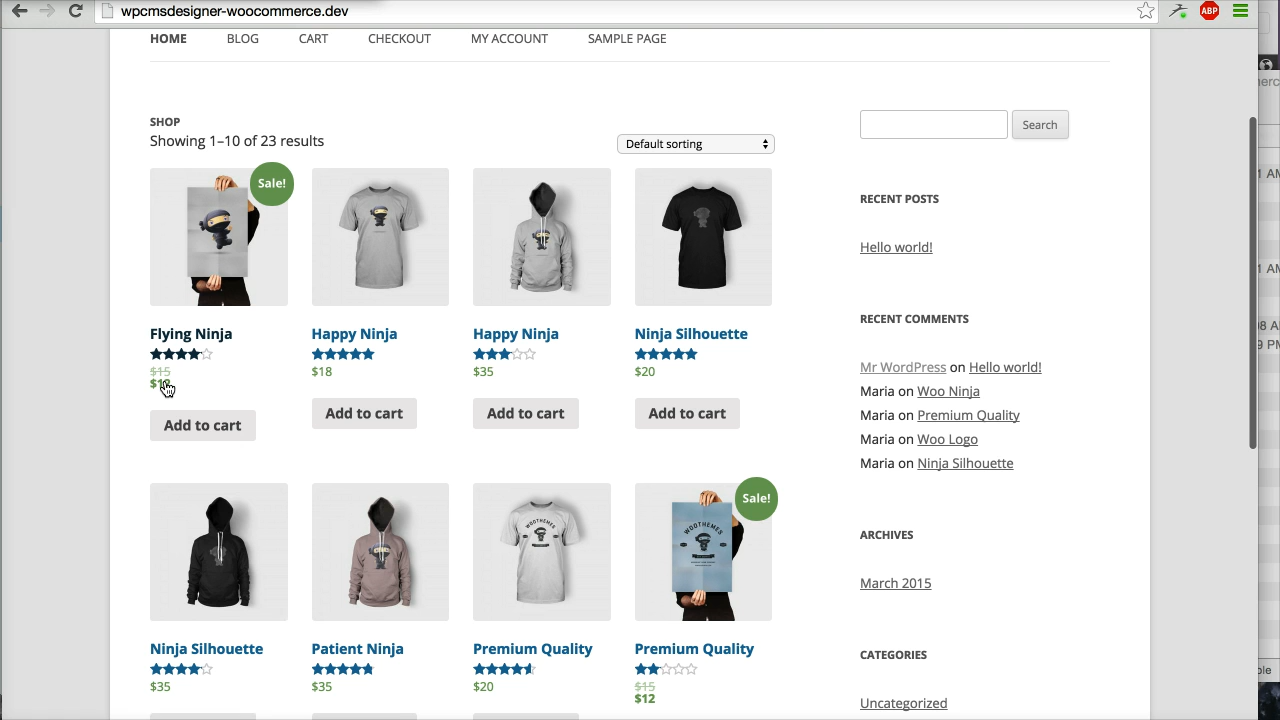 wpcmsdesigner-woocommerce.dev
ABP
HOME BLOG CART CHECKOUT MY ACCOUNT SAMPLE PAGE
SHOP
Showing 1–10 of 23 results
Default sorting
Sale!
Flying Ninja
$15
Add to cart
Happy Ninja
$18
Add to cart
Happy Ninja
$35
Add to cart
Ninja Silhouette
$20
Add to cart
Ninja Silhouette
$35
Patient Ninja
$35
WOOTHEMES
Premium Quality
$20
Sale!
WOOTHEMES
Premium Quality
$15
$12
Search
RECENT POSTS
Hello world!
RECENT COMMENTS
Mr WordPress on Hello world!
Maria on Woo Ninja
Maria on Premium Quality
Maria on Woo Logo
Maria on Ninja Silhouette
ARCHIVES
March 2015
CATEGORIES
Uncategorized